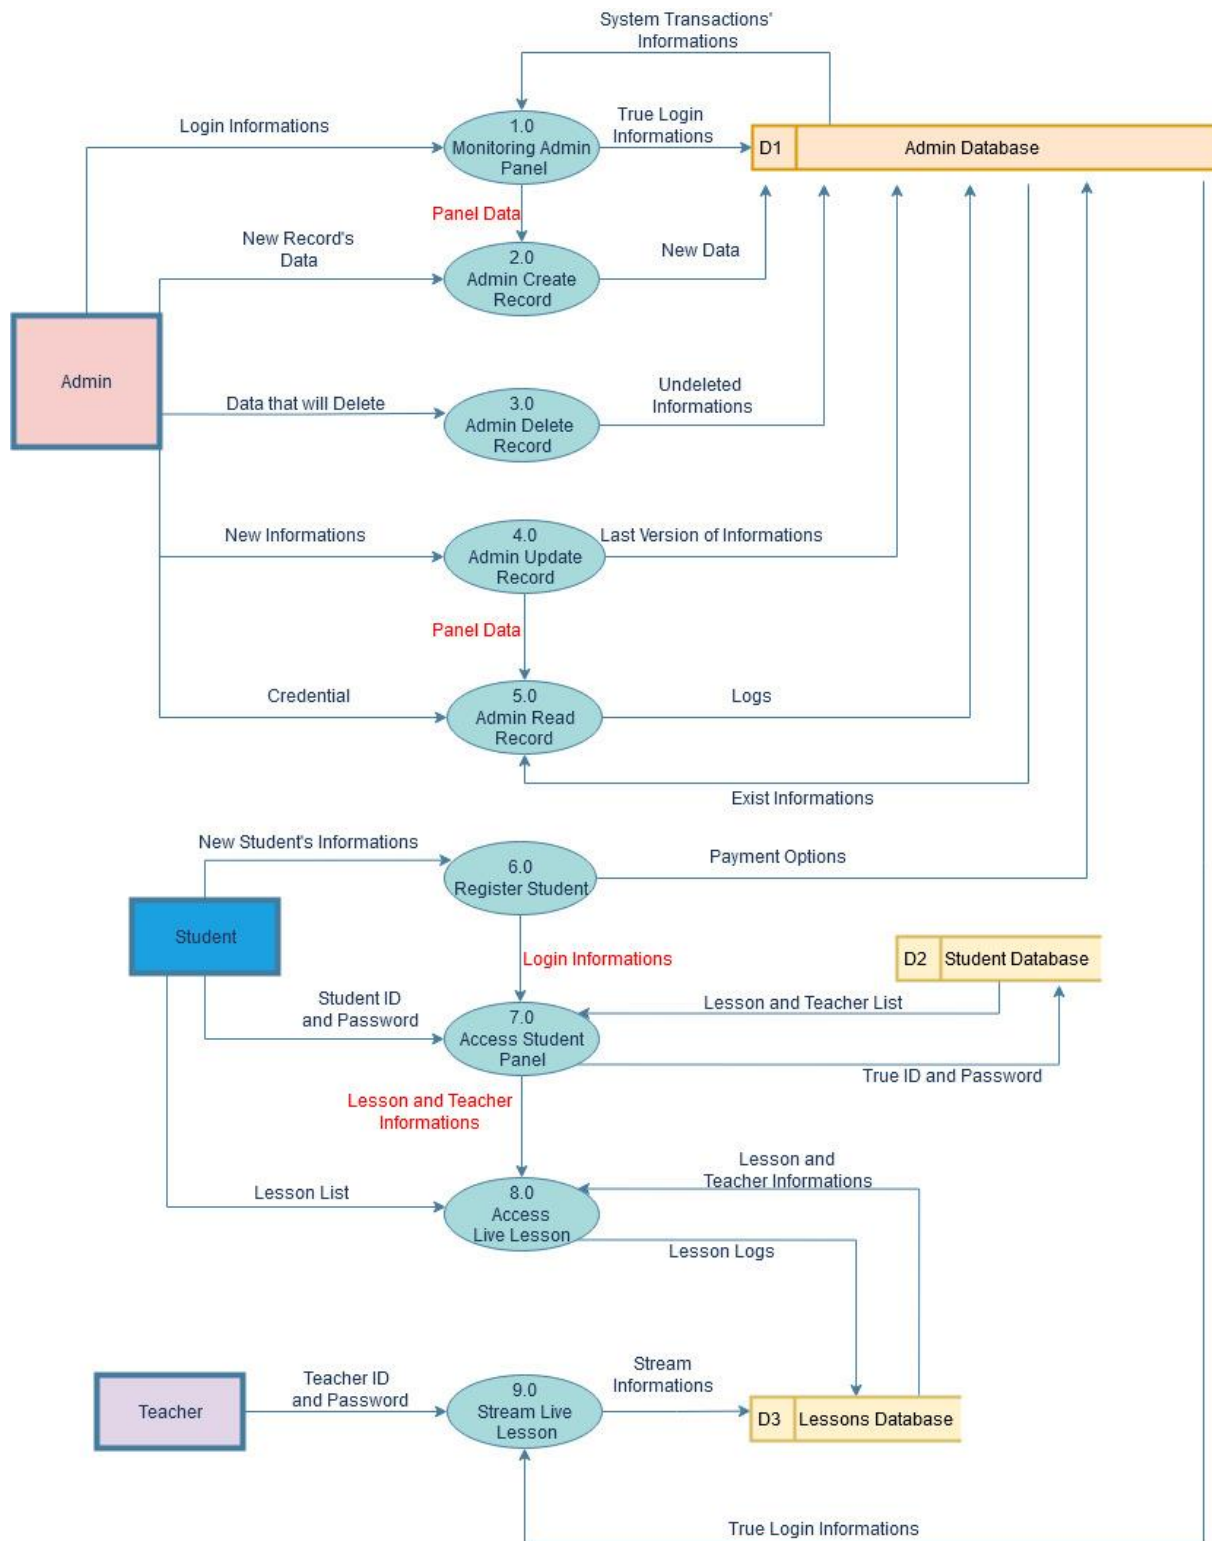 System Transactions'
Informations
Login Informations
1.0
Monitoring Admin
Panel
True Login
Informations
D1
Admin Database
Panel Data
New Record's
Data
2.0
Admin Create
Record
New Data
Admin
Data that will Delete
3.0
Admin Delete
Record
Undeleted
Informations
New Informations
4.0
Admin Update
Record
Last Version of Informations
Panel Data
Credential
5.0
Admin Read
Record
Logs
Exist Informations
New Student's Informations
6.0
Register Student
Payment Options
Student
Login Informations
D2
Student Database
Student ID
and Password
7.0
Access Student
Panel
Lesson and Teacher List
True ID and Password
Lesson and Teacher
Informations
Lesson List
8.0
Access
Live Lesson
Lesson and
Teacher Informations
Lesson Logs
Teacher
Teacher ID
and Password
9.0
Stream Live
Lesson
Stream
Informations
D3
Lessons Database
True Login Informations